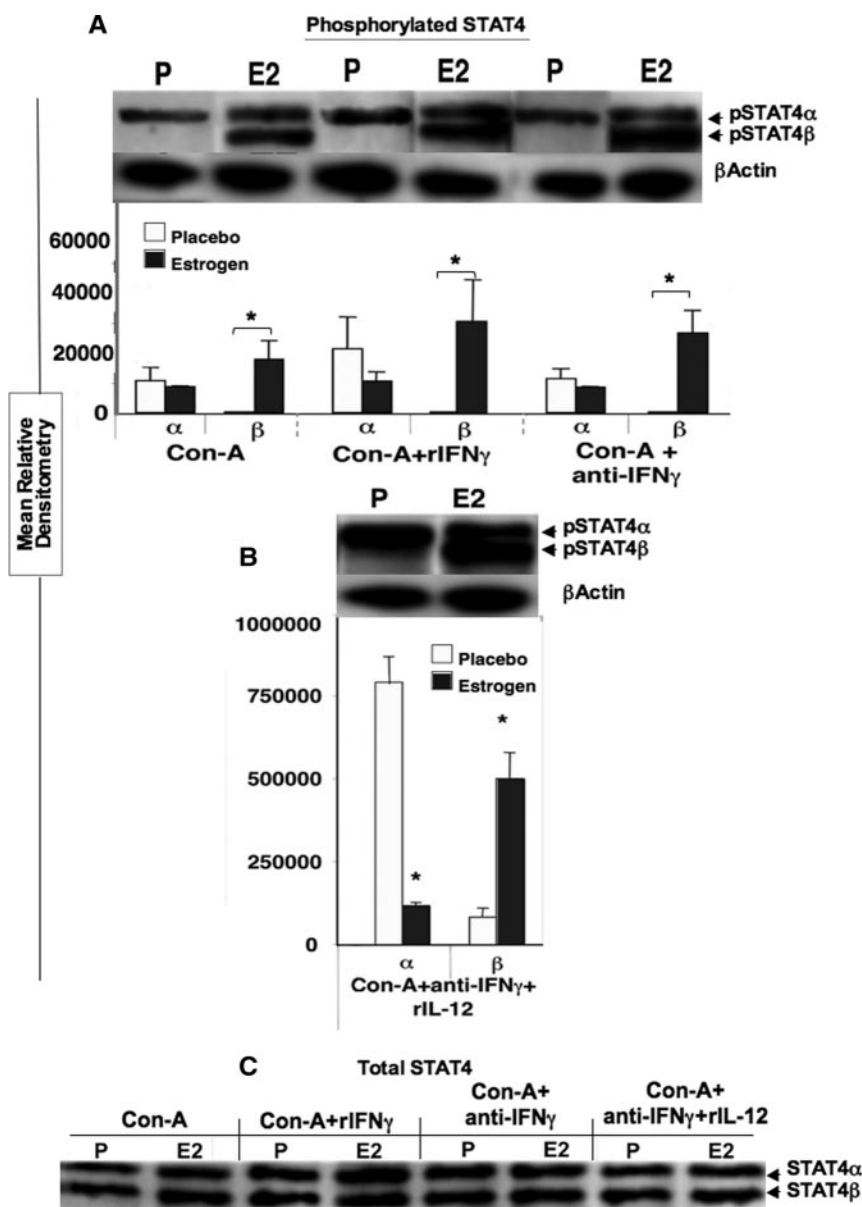 A
Phosphorylated STAT4
P E2 P E2 P E2
pSTAT4α
pSTAT4β
βActin
60000
40000
20000
0
Placebo
Estrogen
* * *
α β α β α β
Con-A Con-A+rIFNγ Con-A +
anti-IFNγ
Mean Relative
Densitometry
B
P E2
pSTAT4α
pSTAT4β
βActin
1000000
750000
500000
250000
0
Placebo
Estrogen
*
*
α β
Con-A+anti-IFNγ+
rIL-12
C
Total STAT4
Con-A Con-A+rIFNγ Con-A+
anti-IFNγ Con-A+
anti-IFNγ+rIL-12
P E2 P E2 P E2 P E2
STAT4α
STAT4β